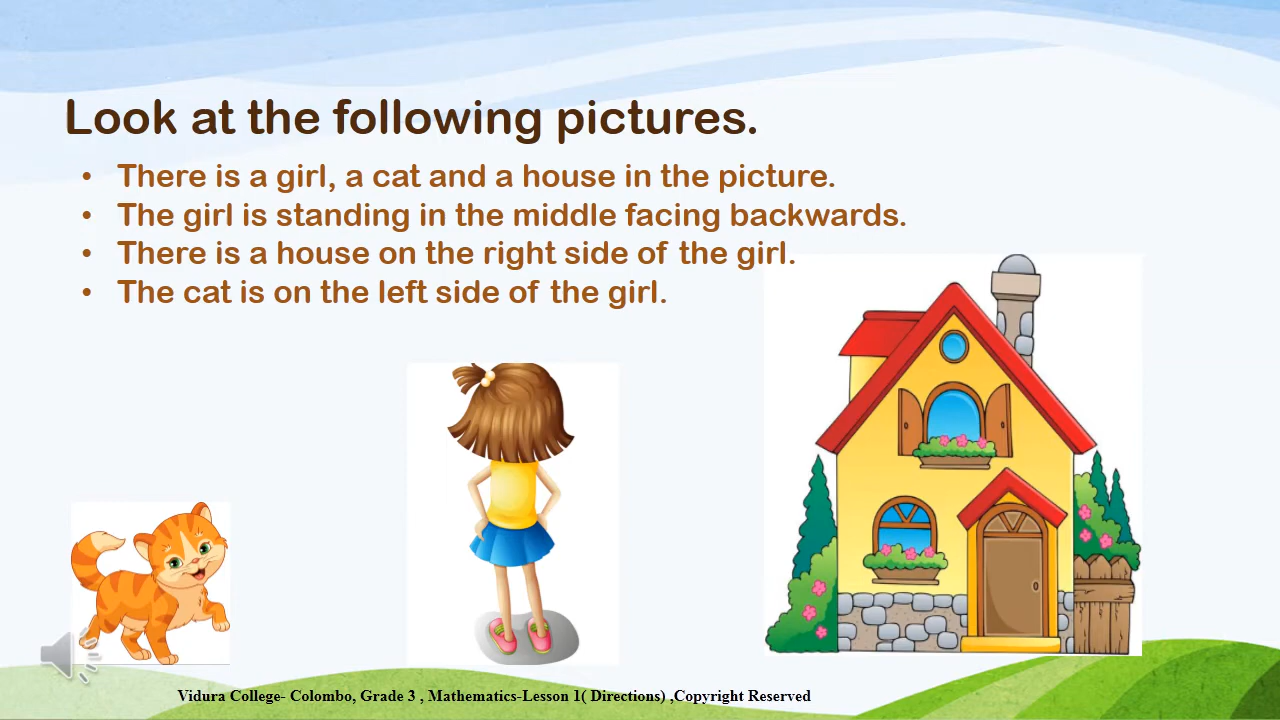 Look at the following pictures.
• There is a girl, a cat and a house in the picture.
• The girl is standing in the middle facing backwards.
• There is a house on the right side of the girl.
• The cat is on the left side of the girl.
Vidura College- Colombo, Grade 3 , Mathematics-Lesson 1( Directions) ,Copyright Reserved